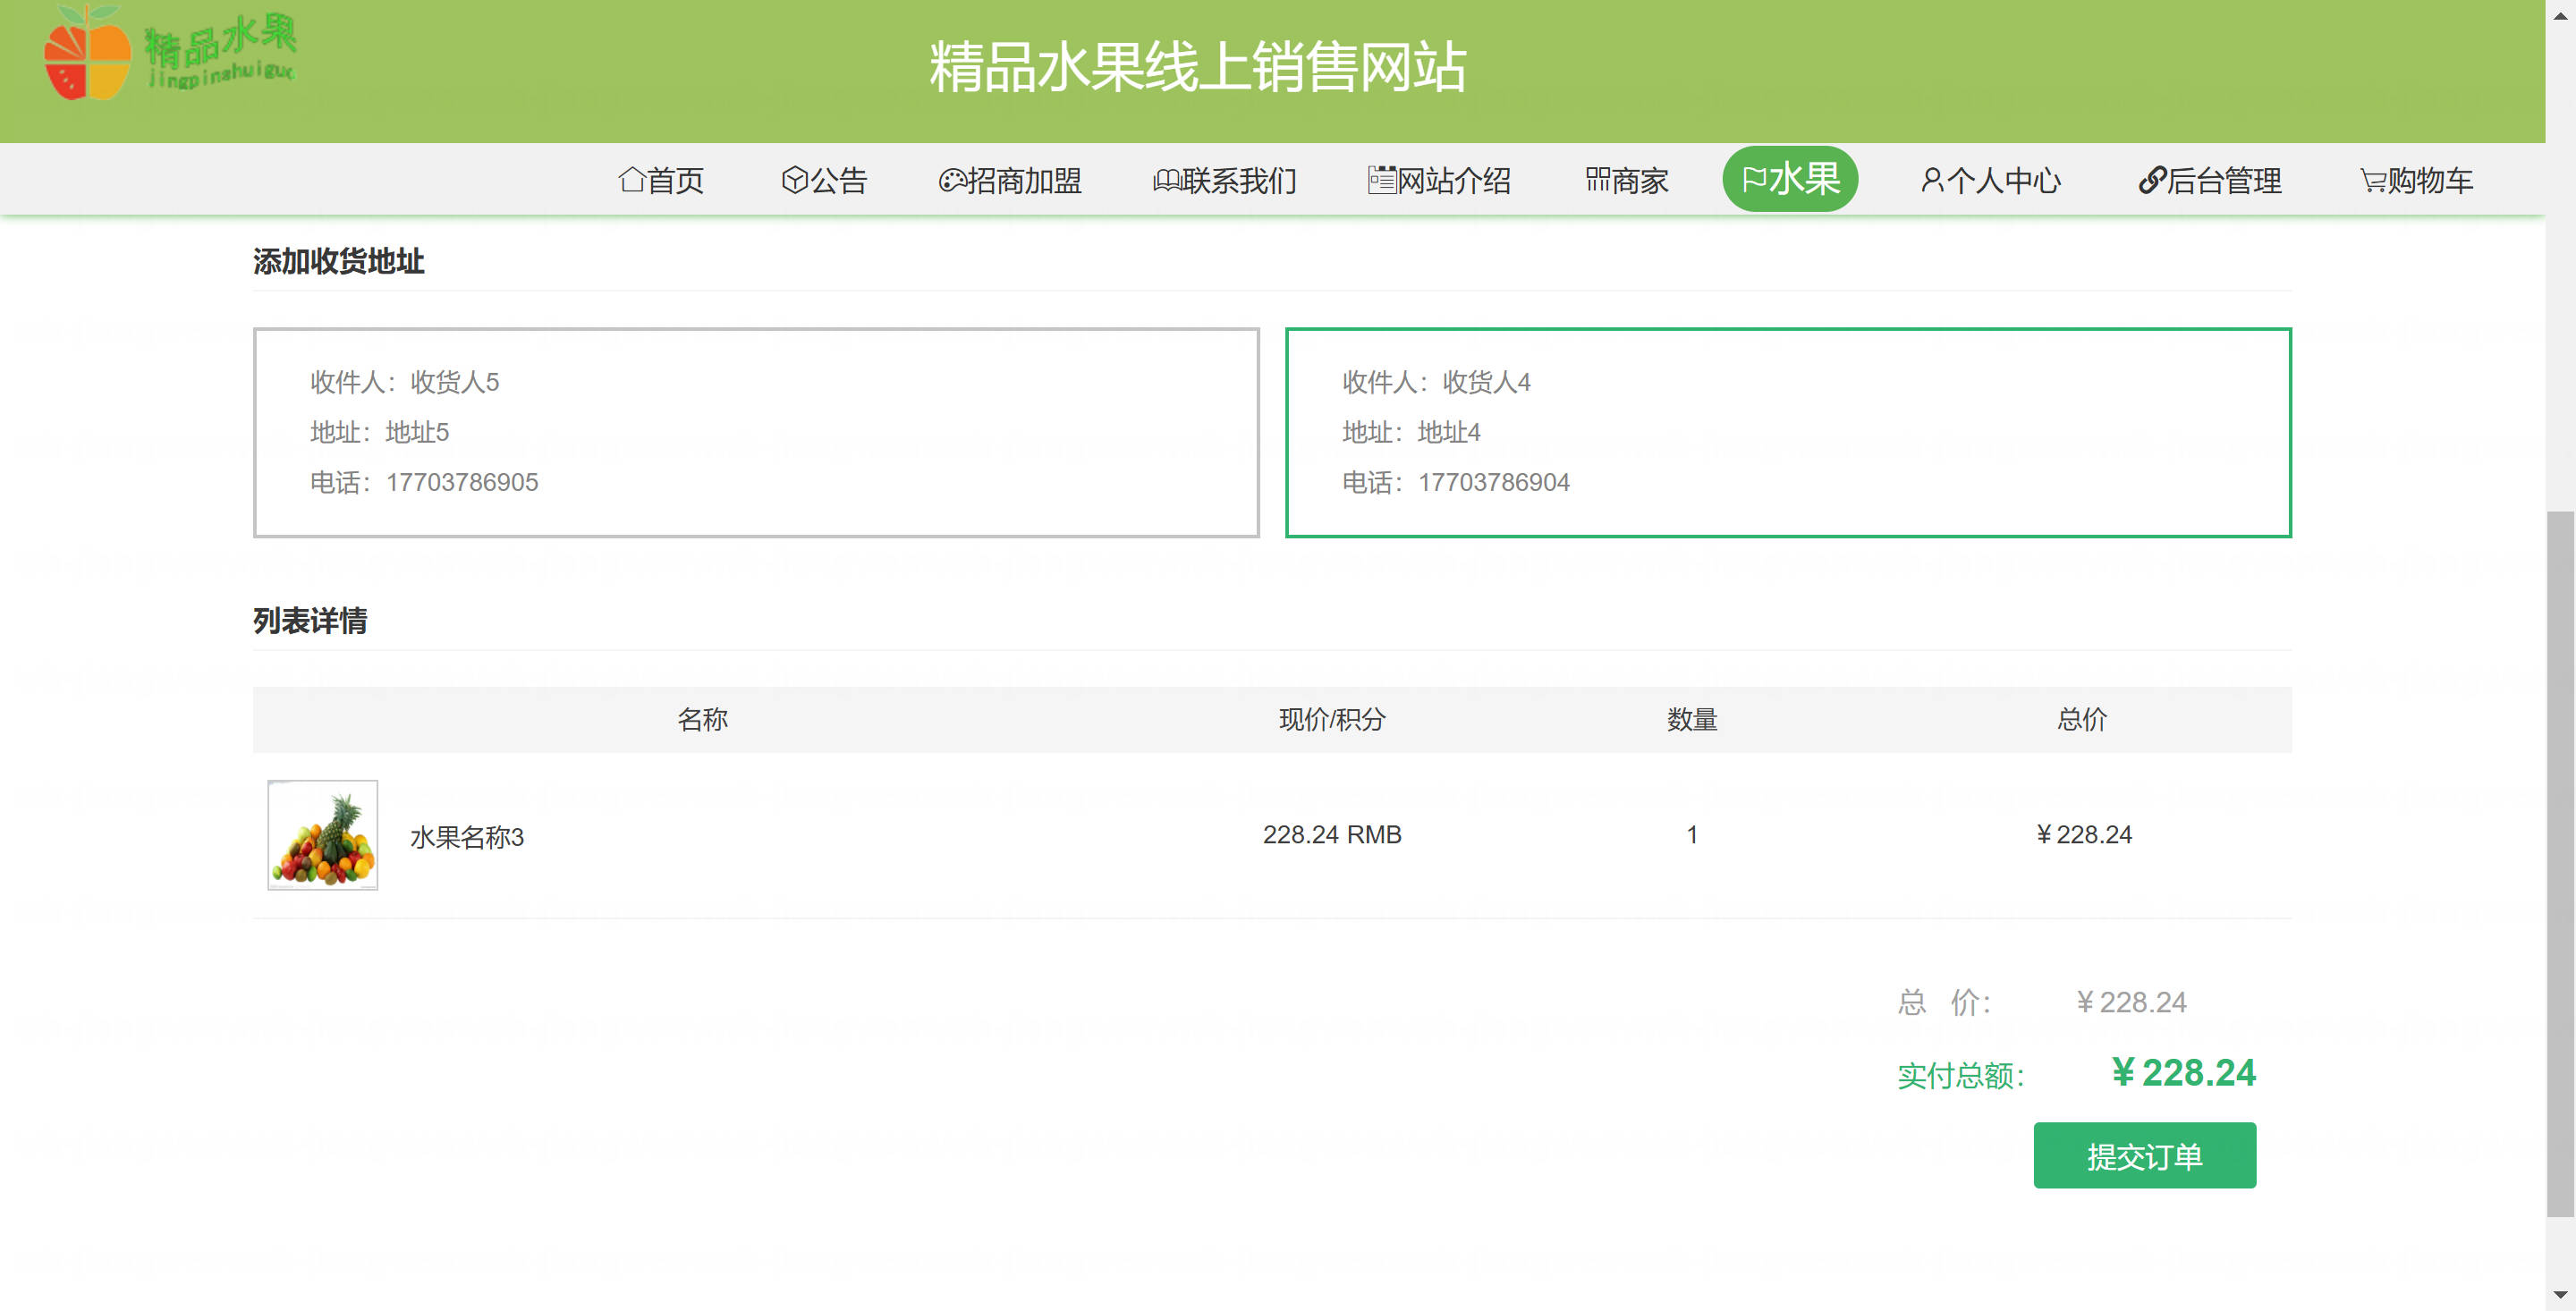 精品水果
jingpinshuiguo
精品水果线上销售网站
首页 公告 招商加盟 联系我们 网站介绍 商家 水果 个人中心 后台管理 购物车
添加收货地址
收件人：收货人5
地址：地址5
电话：17703786905
收件人：收货人4
地址：地址4
电话：17703786904
列表详情
名称 现价/积分 数量 总价
水果名称3 228.24 RMB 1 ￥228.24
总 价： ￥228.24
实付总额： ￥228.24
提交订单